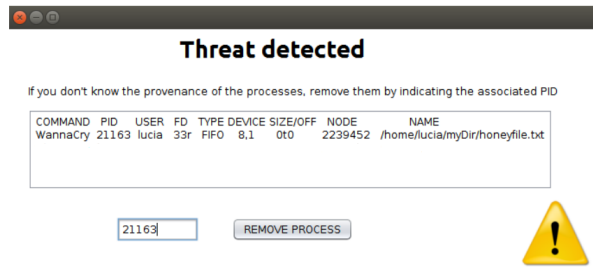 Threat detected
If you don't know the provenance of the processes, remove them by indicating the associated PID
COMMAND PID USER FD TYPE DEVICE SIZE/OFF NODE NAME
WannaCry 21163 lucia 33r FIFO 8,1 0t0 2239452 /home/lucia/myDir/honeyfile.txt
21163 REMOVE PROCESS